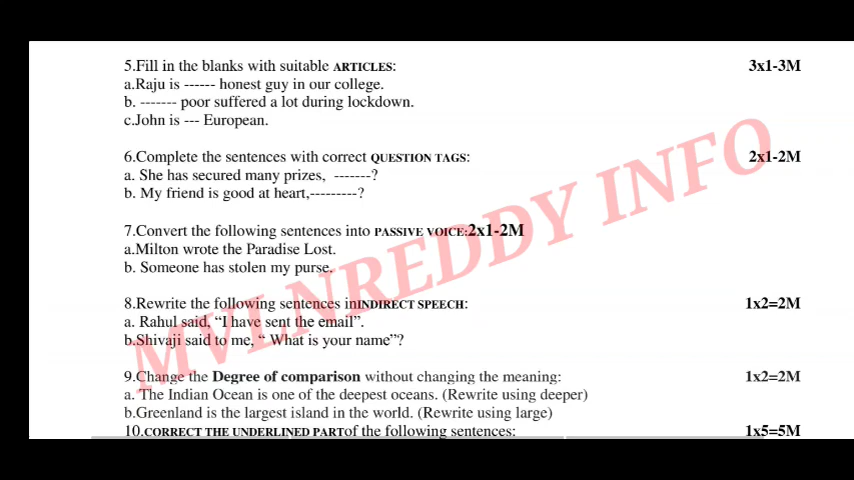 5.Fill in the blanks with suitable ARTICLES: 3x1-3M
a.Raju is ------ honest guy in our college.
b. ------- poor suffered a lot during lockdown.
c.John is --- European.
6.Complete the sentences with correct QUESTION TAGS: 2x1-2M
a. She has secured many prizes, -------?
b. My friend is good at heart,---------?
7.Convert the following sentences into PASSIVE VOICE:2x1-2M
a.Milton wrote the Paradise Lost.
b. Someone has stolen my purse.
8.Rewrite the following sentences inINDIRECT SPEECH: 1x2=2M
a. Rahul said, “I have sent the email”.
b.Shivaji said to me, “ What is your name”?
9.Change the Degree of comparison without changing the meaning: 1x2=2M
a. The Indian Ocean is one of the deepest oceans. (Rewrite using deeper)
b.Greenland is the largest island in the world. (Rewrite using large)
10.CORRECT THE UNDERLINED PARTof the following sentences: 1x5=5M
MVLNREDDY INFO